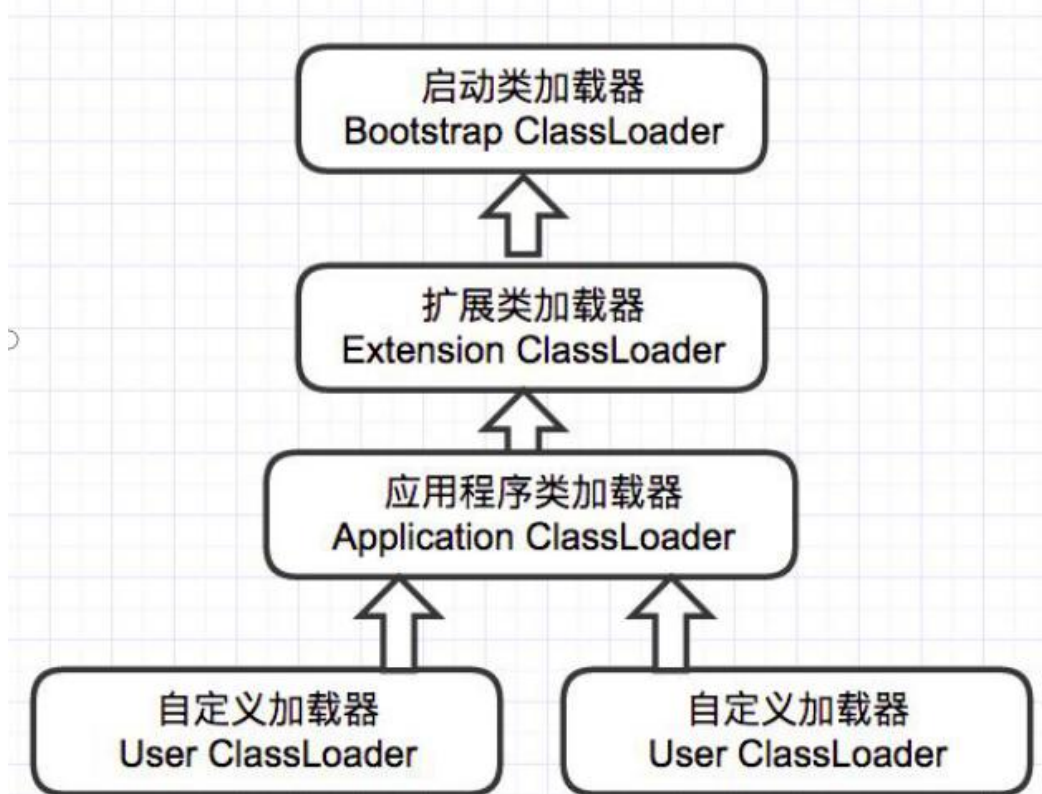 启动类加载器
Bootstrap ClassLoader
扩展类加载器
Extension ClassLoader
应用程序类加载器
Application ClassLoader
自定义加载器
User ClassLoader
自定义加载器
User ClassLoader